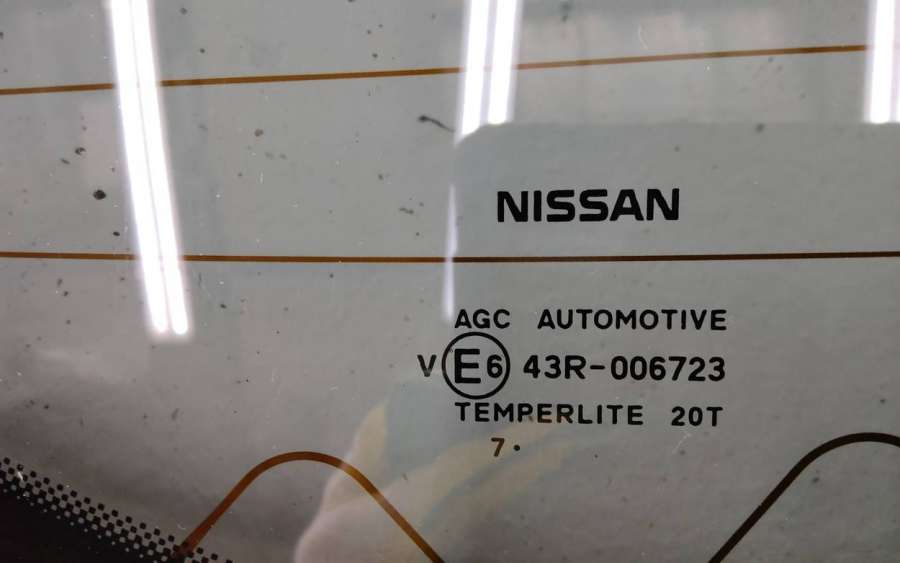 NISSAN
AGC AUTOMOTIVE
V E6 43R-006723
TEMPERLITE 20T
7.